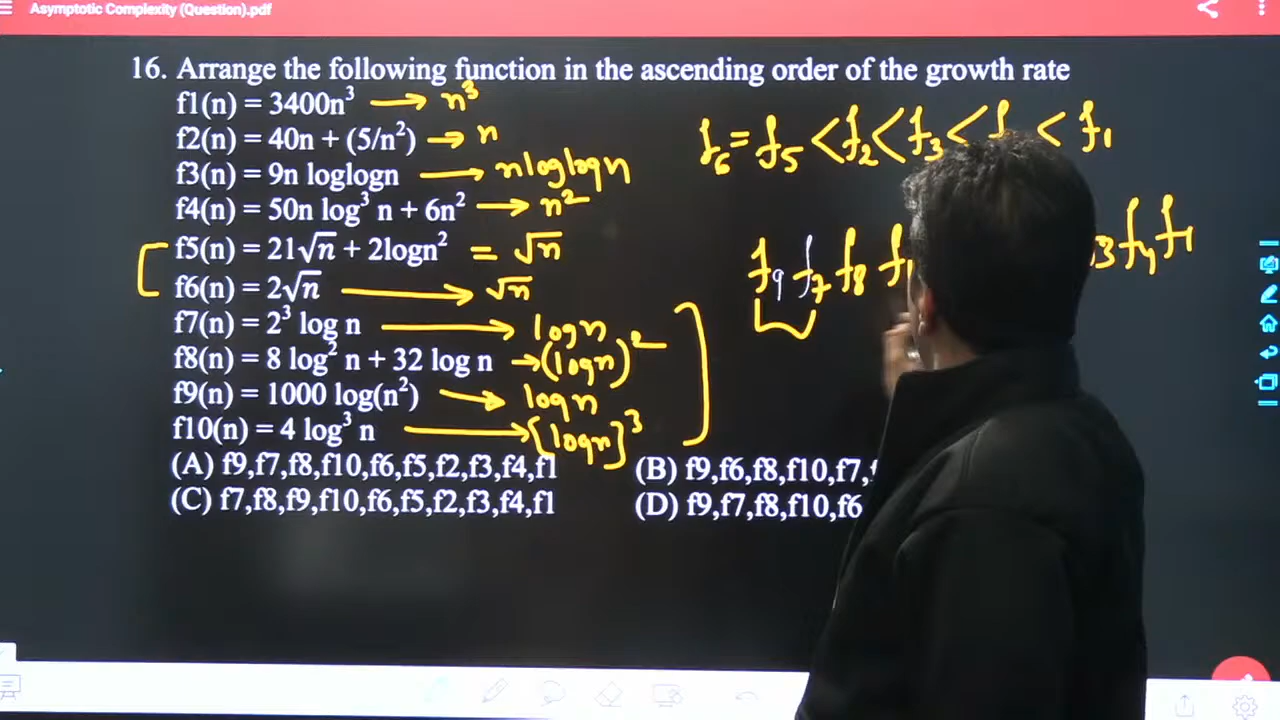 Asymptotic Complexity (Question).pdf
16. Arrange the following function in the ascending order of the growth rate
f1(n) = 3400n³ → n³
f2(n) = 40n + (5/n²) → n
f3(n) = 9n loglogn → nloglogn
f4(n) = 50n log³ n + 6n² → n²
f5(n) = 21√n + 2logn² = √n
f6(n) = 2√n → √n
f7(n) = 2³ log n → logn
f8(n) = 8 log² n + 32 log n → (logn)²
f9(n) = 1000 log(n²) → logn
f10(n) = 4 log³ n → [logn]³
(A) f9,f7,f8,f10,f6,f5,f2,f3,f4,f1
(B) f9,f6,f8,f10,f7,
(C) f7,f8,f9,f10,f6,f5,f2,f3,f4,f1
(D) f9,f7,f8,f10,f6
f6 = f5 < f2 < f3 < f < f1
f9 f7 f8 f1 3 f4 f1